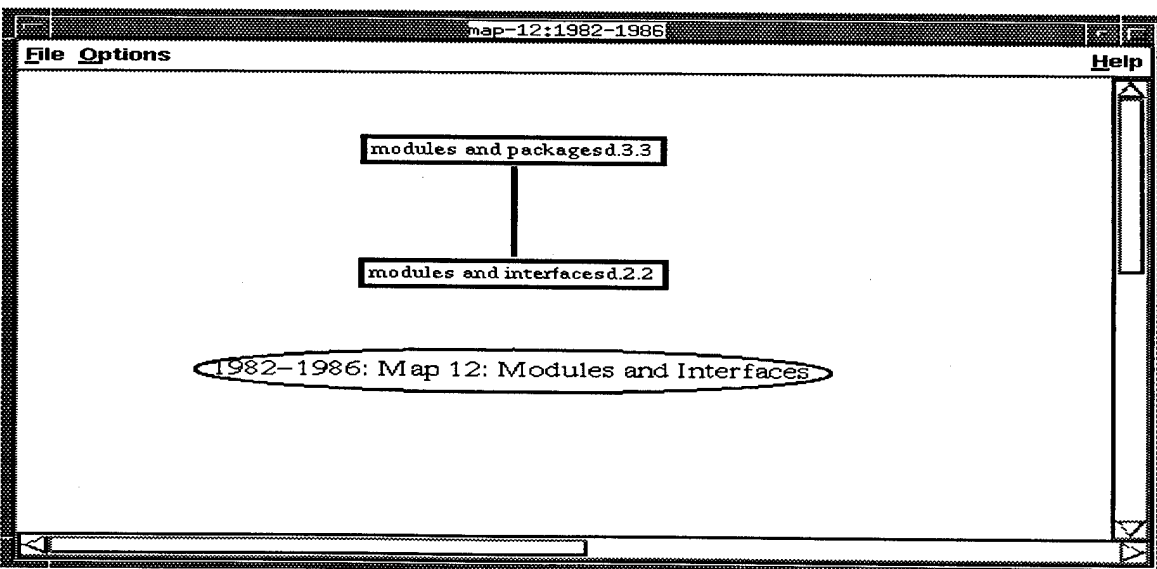 map-12:1982-1986
File Options Help
modules and packagesd.3.3
modules and interfacesd.2.2
1982-1986: Map 12: Modules and Interfaces